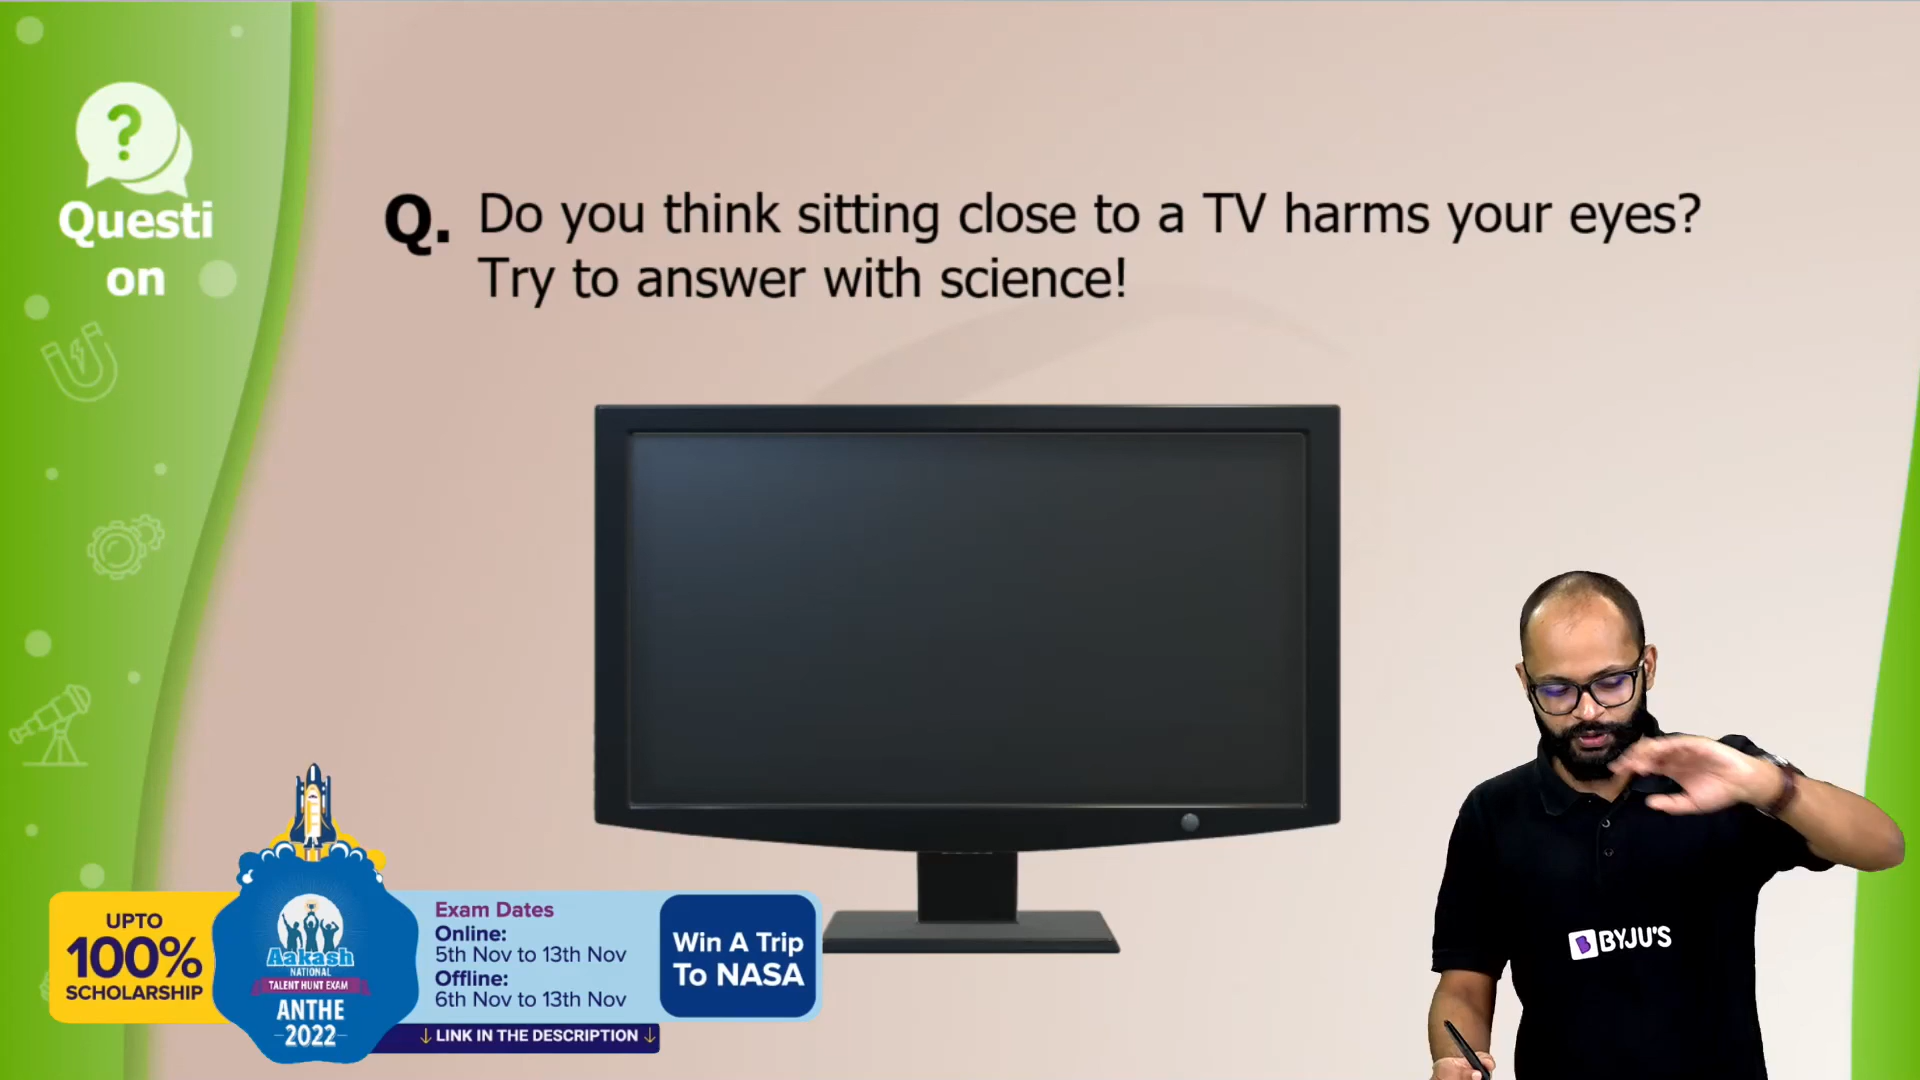 ?
Questi
on
Q. Do you think sitting close to a TV harms your eyes?
Try to answer with science!
UPTO
100%
SCHOLARSHIP
Aakash
NATIONAL
TALENT HUNT EXAM
ANTHE
2022
Exam Dates
Online:
5th Nov to 13th Nov
Offline:
6th Nov to 13th Nov
Win A Trip
To NASA
↓ LINK IN THE DESCRIPTION ↓
BYJU'S